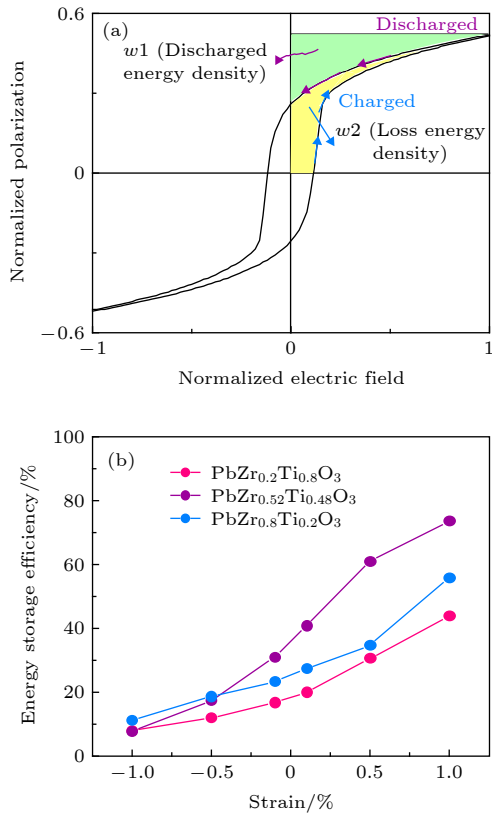 (a)
Discharged
w1 (Discharged
energy density)
Charged
w2 (Loss energy
density)
Normalized polarization
0.6
0
−0.6
−1
0
1
Normalized electric field
(b)
PbZr0.2Ti0.8O3
PbZr0.52Ti0.48O3
PbZr0.8Ti0.2O3
Energy storage efficiency/%
100
80
60
40
20
0
−1.0 −0.5 0 0.5 1.0
Strain/%